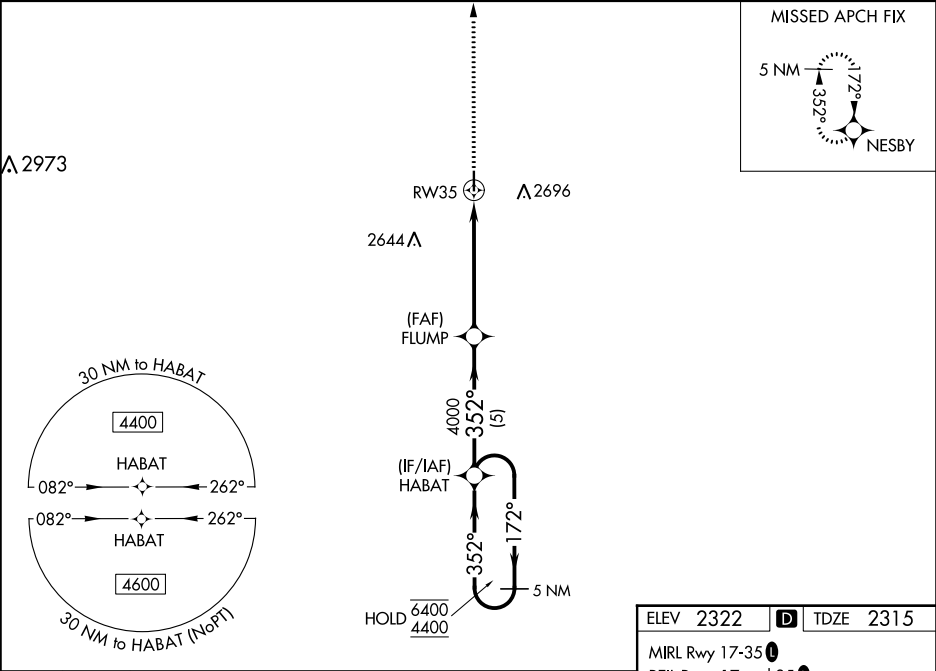 MISSED APCH FIX
5 NM
352°
172°
NESBY
2973
RW35
2696
2644
(FAF)
FLUMP
4000
352°
(5)
(IF/IAF)
HABAT
352°
172°
5 NM
HOLD 6400
4400
30 NM to HABAT
4400
HABAT
082° 262°
082° 262°
HABAT
4600
30 NM to HABAT (NoPT)
ELEV 2322 D TDZE 2315
MIRL Rwy 17-35 L